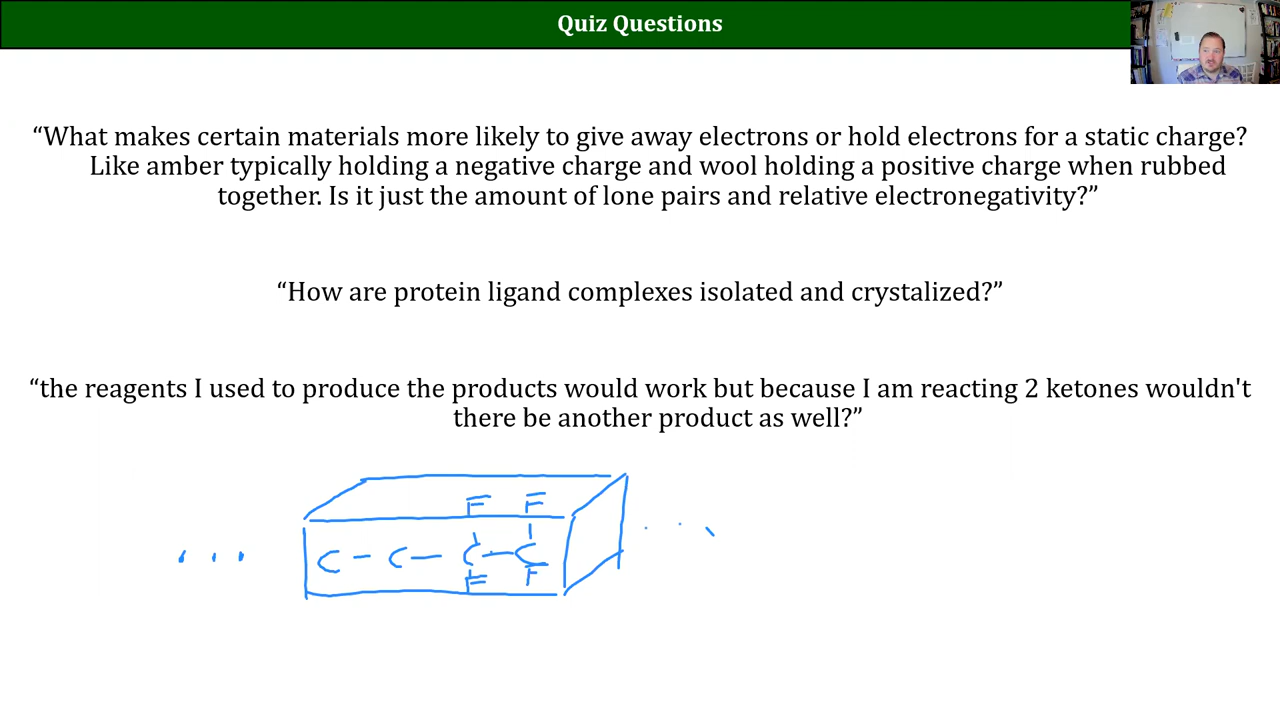 Quiz Questions
“What makes certain materials more likely to give away electrons or hold electrons for a static charge?
Like amber typically holding a negative charge and wool holding a positive charge when rubbed
together. Is it just the amount of lone pairs and relative electronegativity?”
“How are protein ligand complexes isolated and crystalized?”
“the reagents I used to produce the products would work but because I am reacting 2 ketones wouldn't
there be another product as well?”
F F
... C - C - C - C ...
F F